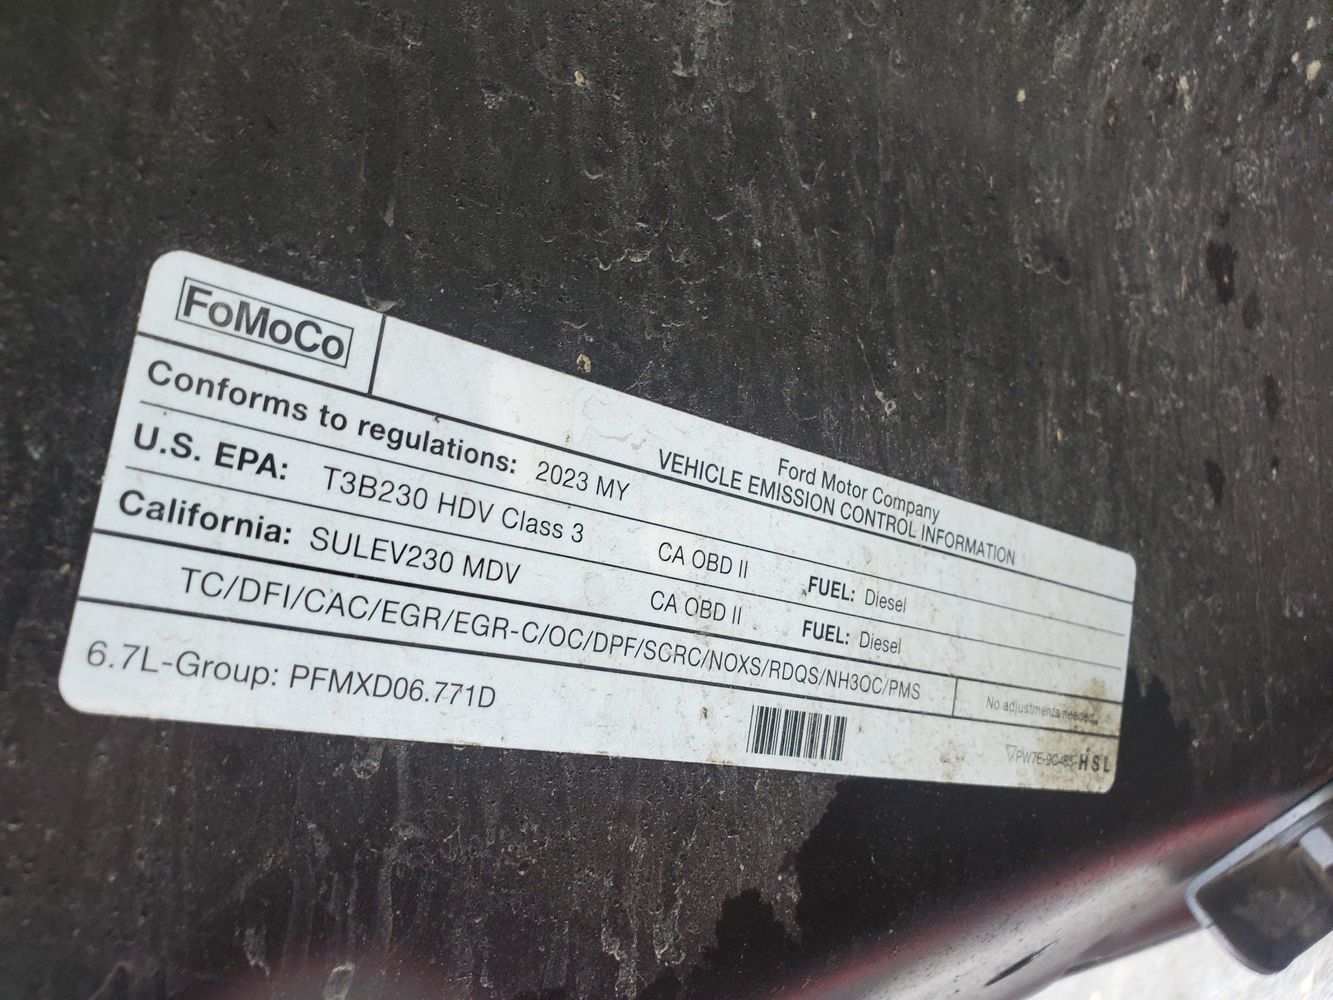 FoMoCo
Ford Motor Company
VEHICLE EMISSION CONTROL INFORMATION
Conforms to regulations: 2023 MY
U.S. EPA: T3B230 HDV Class 3 CA OBD II FUEL: Diesel
California: SULEV230 MDV CA OBD II FUEL: Diesel
TC/DFI/CAC/EGR/EGR-C/OC/DPF/SCRC/NOXS/RDQS/NH3OC/PMS
No adjustments needed.
6.7L-Group: PFMXD06.771D
HSL